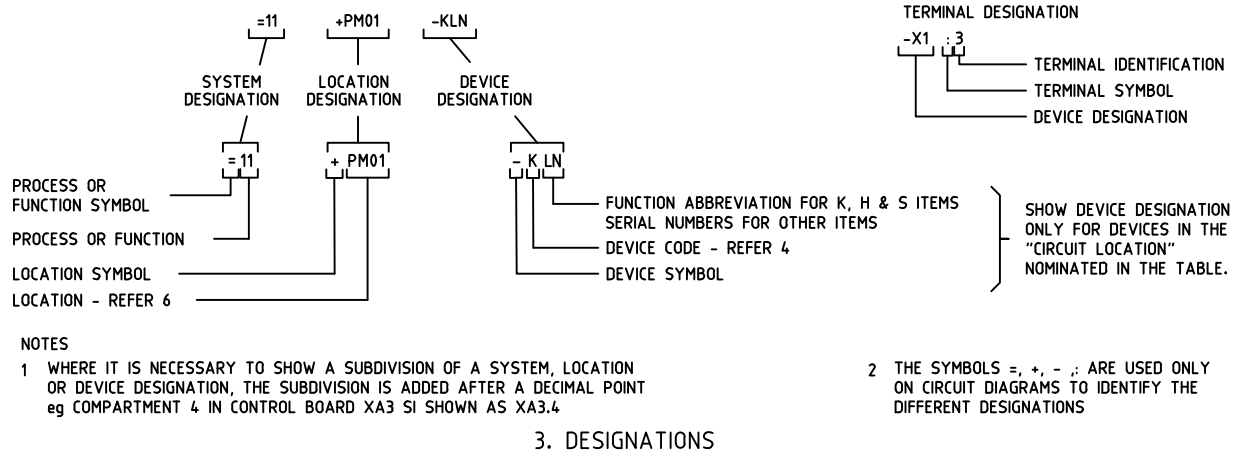 =11 +PM01 -KLN
SYSTEM DESIGNATION
LOCATION DESIGNATION
DEVICE DESIGNATION
= 11 + PM01 - K LN
PROCESS OR
FUNCTION SYMBOL
PROCESS OR FUNCTION
LOCATION SYMBOL
LOCATION - REFER 6
FUNCTION ABBREVIATION FOR K, H & S ITEMS
SERIAL NUMBERS FOR OTHER ITEMS
DEVICE CODE - REFER 4
DEVICE SYMBOL
TERMINAL DESIGNATION
-X1 :3
TERMINAL IDENTIFICATION
TERMINAL SYMBOL
DEVICE DESIGNATION
SHOW DEVICE DESIGNATION
ONLY FOR DEVICES IN THE
"CIRCUIT LOCATION"
NOMINATED IN THE TABLE.
NOTES
1 WHERE IT IS NECESSARY TO SHOW A SUBDIVISION OF A SYSTEM, LOCATION
OR DEVICE DESIGNATION, THE SUBDIVISION IS ADDED AFTER A DECIMAL POINT
eg COMPARTMENT 4 IN CONTROL BOARD XA3 SI SHOWN AS XA3.4
2 THE SYMBOLS =, +, - ,: ARE USED ONLY
ON CIRCUIT DIAGRAMS TO IDENTIFY THE
DIFFERENT DESIGNATIONS
3. DESIGNATIONS